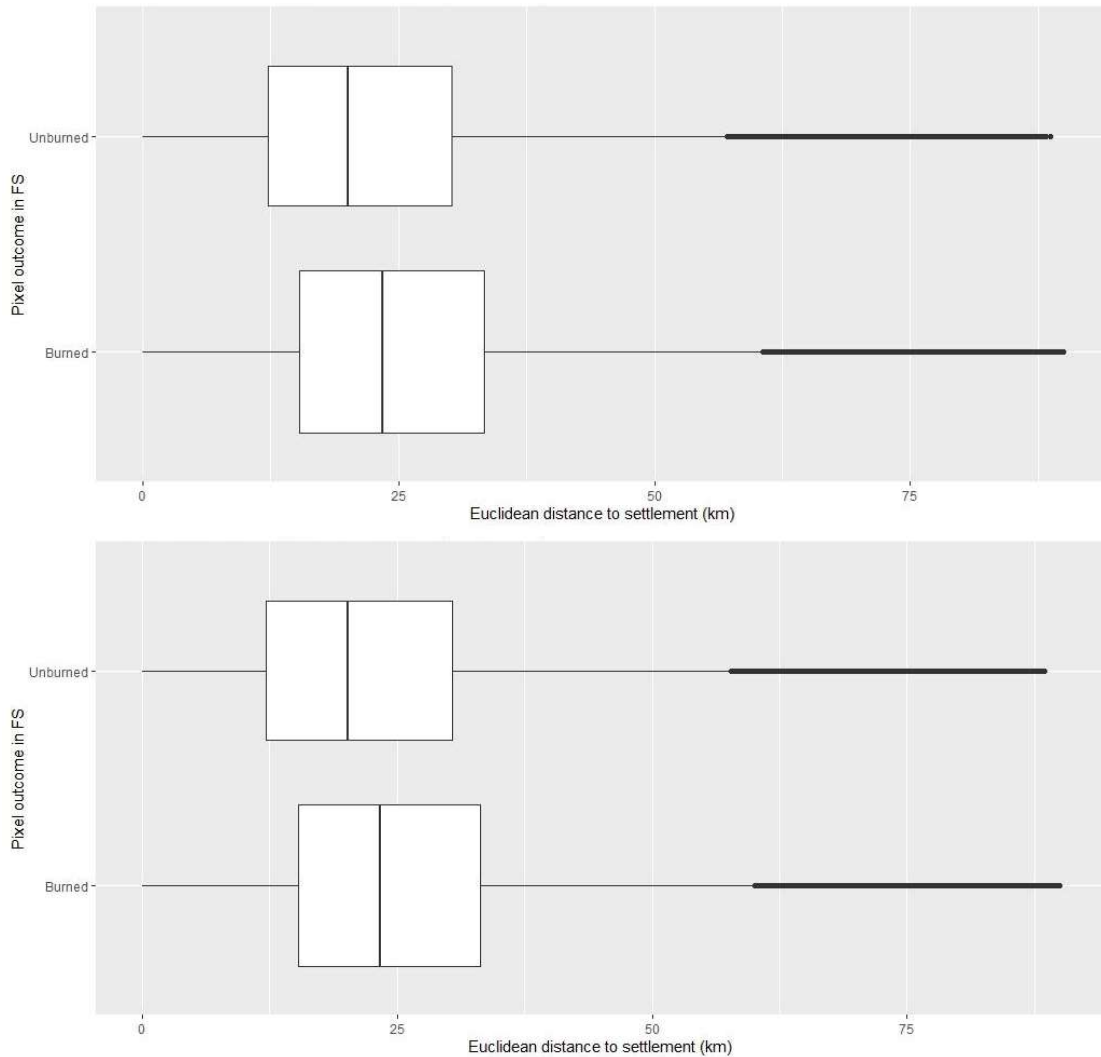 Pixel outcome in FS
Unburned
Burned
0 25 50 75
Euclidean distance to settlement (km)
Pixel outcome in FS
Unburned
Burned
0 25 50 75
Euclidean distance to settlement (km)